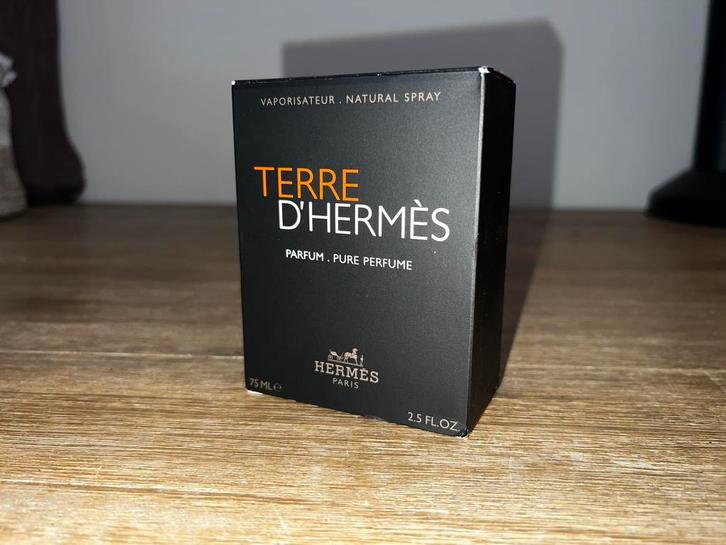 VAPORISATEUR . NATURAL SPRAY
TERRE
D'HERMÈS
PARFUM . PURE PERFUME
HERMÈS
PARIS
75 ML ℮
2.5 FL.OZ.